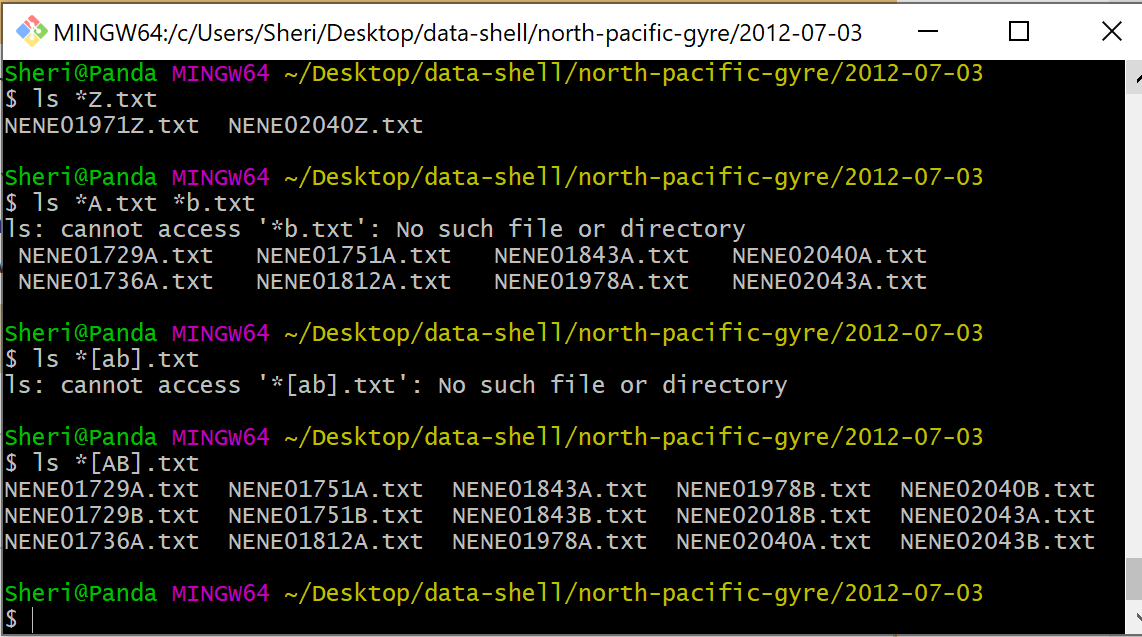 MINGW64:/c/Users/Sheri/Desktop/data-shell/north-pacific-gyre/2012-07-03
Sheri@Panda MINGW64 ~/Desktop/data-shell/north-pacific-gyre/2012-07-03
$ ls *Z.txt
NENE01971Z.txt  NENE02040Z.txt
Sheri@Panda MINGW64 ~/Desktop/data-shell/north-pacific-gyre/2012-07-03
$ ls *A.txt *b.txt
ls: cannot access '*b.txt': No such file or directory
 NENE01729A.txt   NENE01751A.txt   NENE01843A.txt   NENE02040A.txt
 NENE01736A.txt   NENE01812A.txt   NENE01978A.txt   NENE02043A.txt
Sheri@Panda MINGW64 ~/Desktop/data-shell/north-pacific-gyre/2012-07-03
$ ls *[ab].txt
ls: cannot access '*[ab].txt': No such file or directory
Sheri@Panda MINGW64 ~/Desktop/data-shell/north-pacific-gyre/2012-07-03
$ ls *[AB].txt
NENE01729A.txt  NENE01751A.txt  NENE01843A.txt  NENE01978B.txt  NENE02040B.txt
NENE01729B.txt  NENE01751B.txt  NENE01843B.txt  NENE02018B.txt  NENE02043A.txt
NENE01736A.txt  NENE01812A.txt  NENE01978A.txt  NENE02040A.txt  NENE02043B.txt
Sheri@Panda MINGW64 ~/Desktop/data-shell/north-pacific-gyre/2012-07-03
$